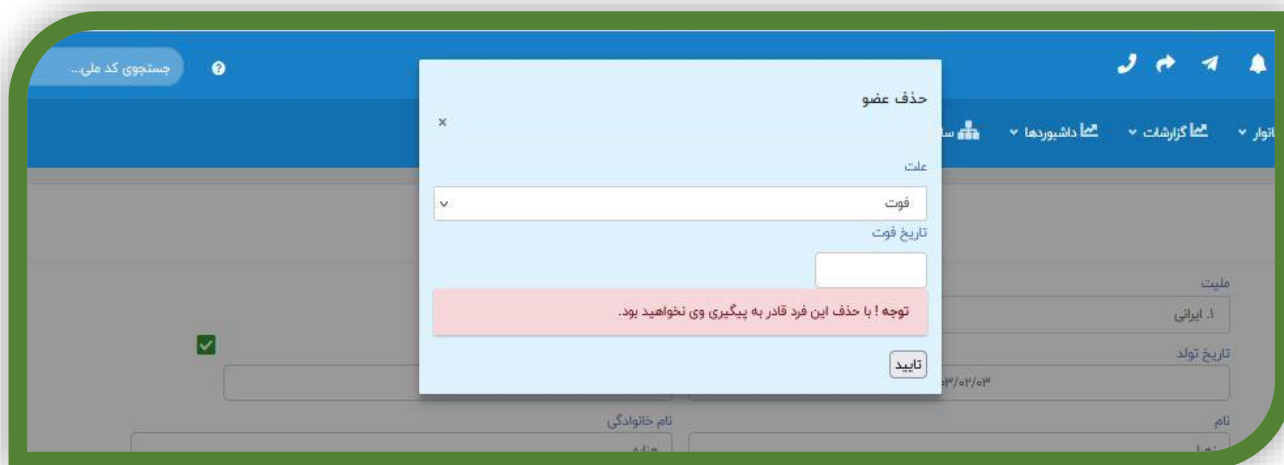 جستجوی کد ملی...
گزارشات
داشبوردها
حذف عضو
×
علت
فوت
تاریخ فوت
توجه ! با حذف این فرد قادر به پیگیری وی نخواهید بود.
تایید
ملیت
۱. ایرانی
تاریخ تولد
نام
نام خانوادگی